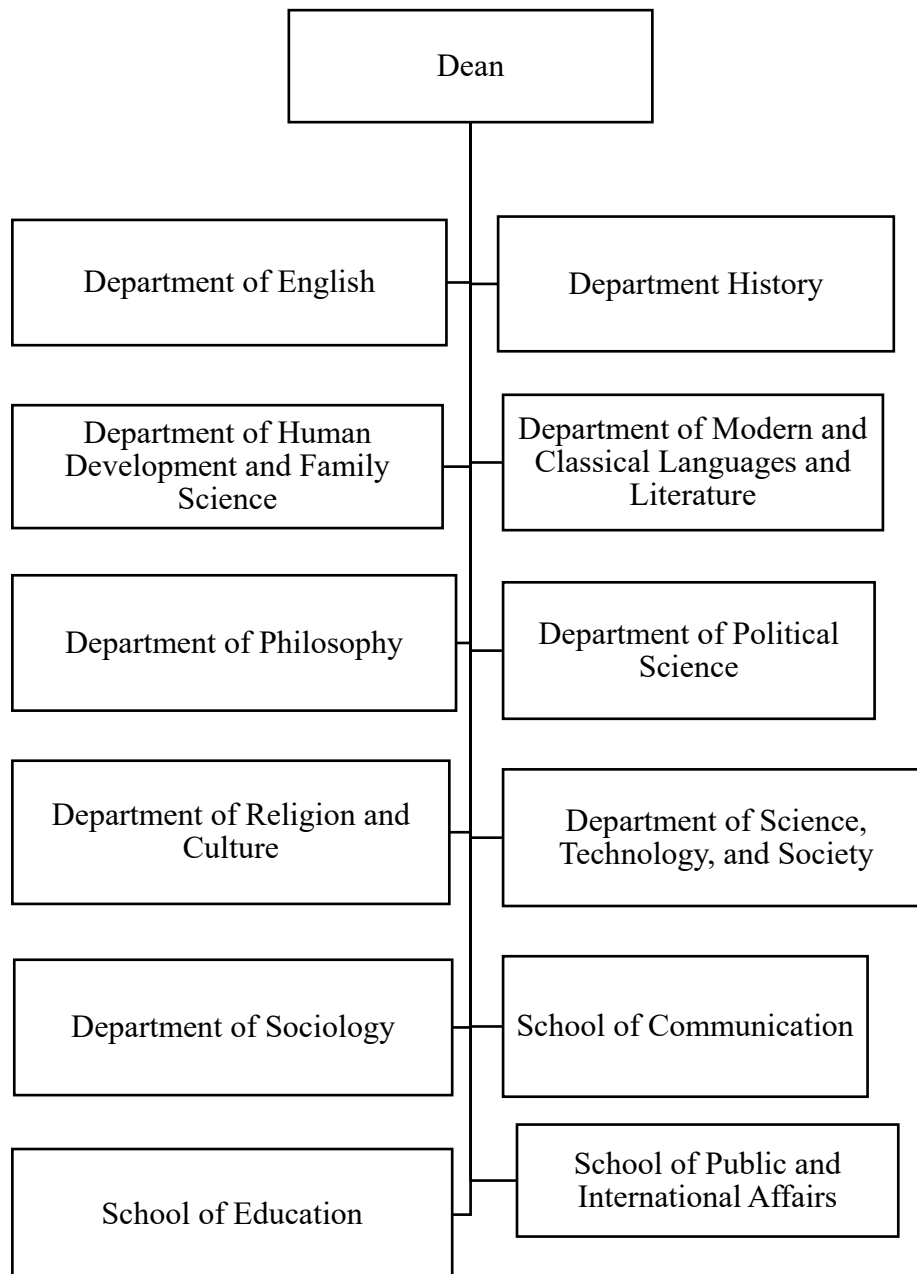 Dean
Department of English
Department History
Department of Human
Development and Family
Science
Department of Modern and
Classical Languages and
Literature
Department of Philosophy
Department of Political
Science
Department of Religion and
Culture
Department of Science,
Technology, and Society
Department of Sociology
School of Communication
School of Education
School of Public and
International Affairs